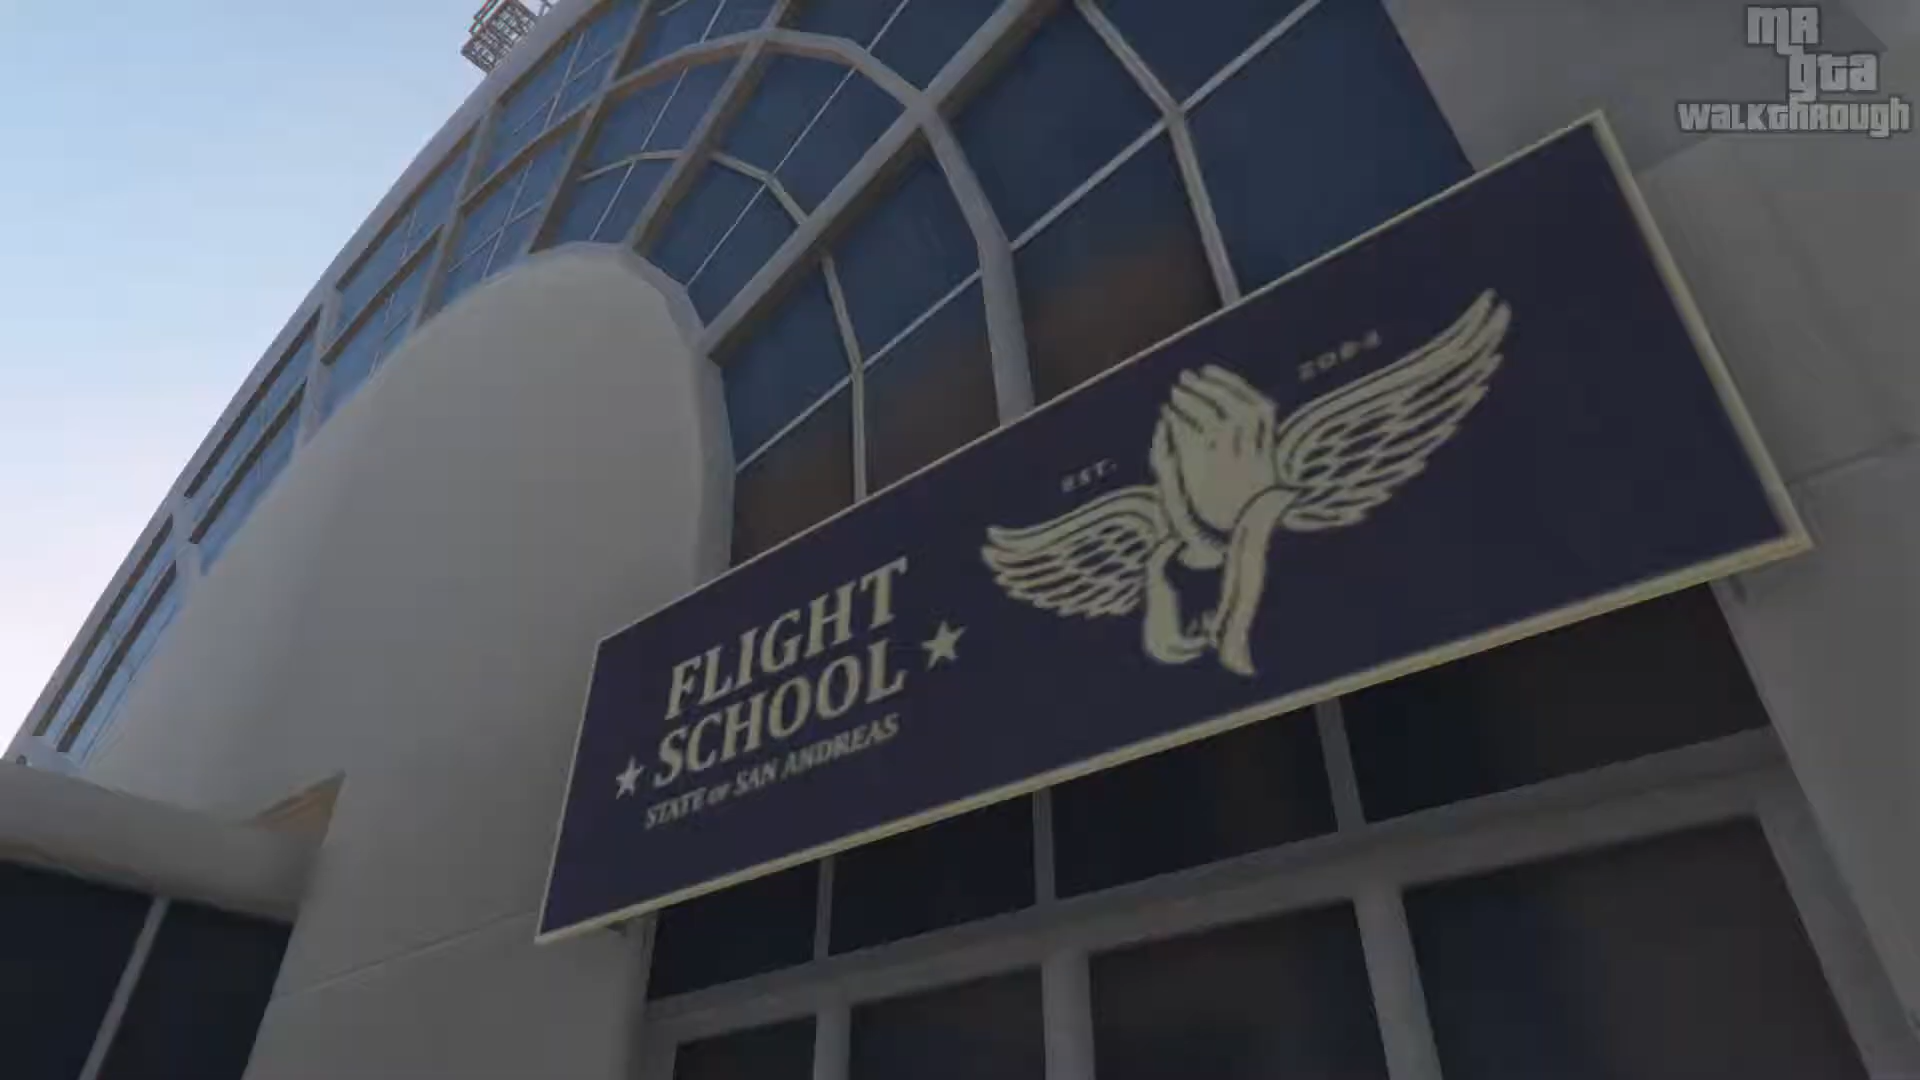 MR
gta
walkthrough
EST.
FLIGHT
SCHOOL
STATE OF SAN ANDREAS